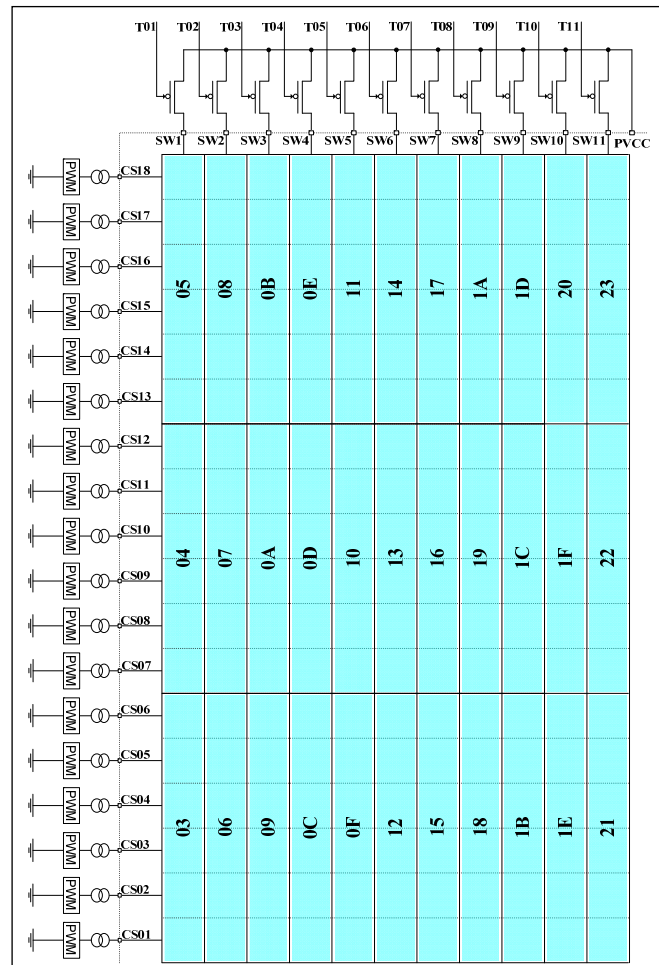 T01 T02 T03 T04 T05 T06 T07 T08 T09 T10 T11
SW1 SW2 SW3 SW4 SW5 SW6 SW7 SW8 SW9 SW10 SW11 PVCC
PWM CS18
PWM CS17
PWM CS16
PWM CS15
PWM CS14
PWM CS13
05 08 0B 0E 11 14 17 1A 1D 20 23
PWM CS12
PWM CS11
PWM CS10
PWM CS09
PWM CS08
PWM CS07
04 07 0A 0D 10 13 16 19 1C 1F 22
PWM CS06
PWM CS05
PWM CS04
PWM CS03
PWM CS02
PWM CS01
03 06 09 0C 0F 12 15 18 1B 1E 21